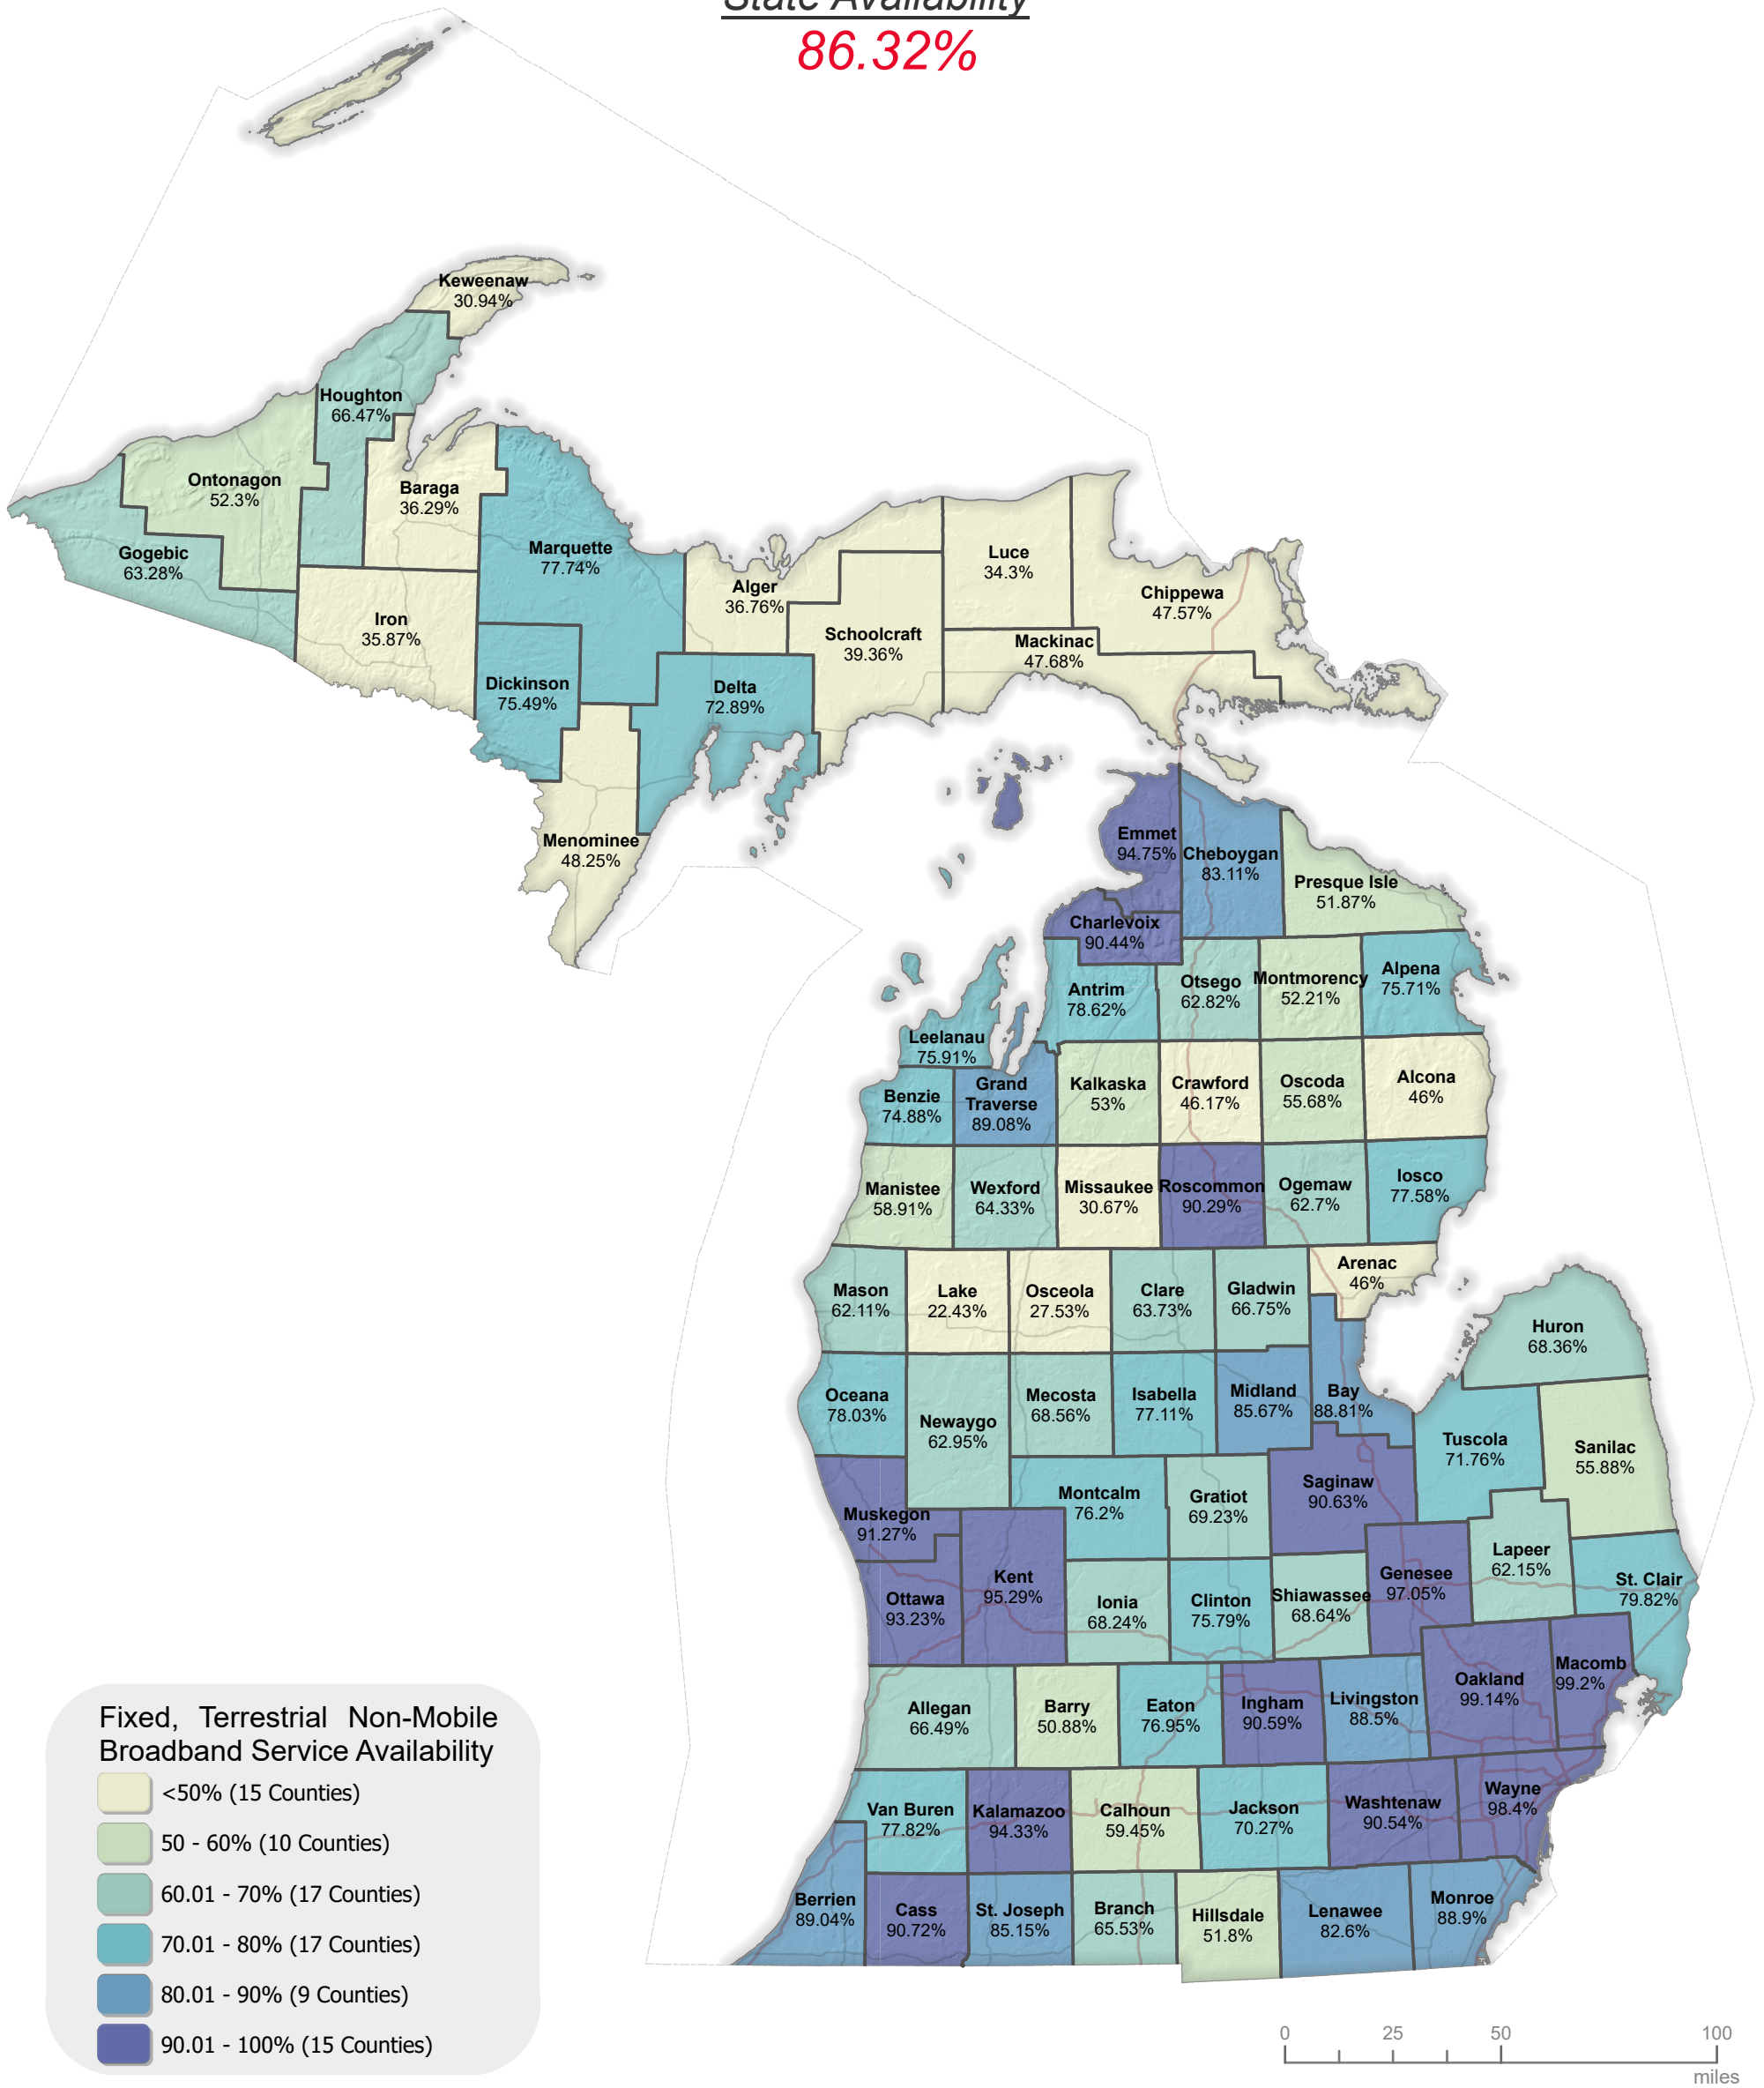 State Availability
86.32%
Keweenaw
30.94%
Houghton
66.47%
Ontonagon
52.3%
Baraga
36.29%
Gogebic
63.28%
Marquette
77.74%
Luce
34.3%
Alger
36.76%
Chippewa
47.57%
Iron
35.87%
Schoolcraft
39.36%
Mackinac
47.68%
Dickinson
75.49%
Delta
72.89%
Menominee
48.25%
Emmet
94.75%
Cheboygan
83.11%
Presque Isle
51.87%
Charlevoix
90.44%
Antrim
78.62%
Otsego
62.82%
Montmorency
52.21%
Alpena
75.71%
Leelanau
75.91%
Benzie
74.88%
Grand
Traverse
89.08%
Kalkaska
53%
Crawford
46.17%
Oscoda
55.68%
Alcona
46%
Manistee
58.91%
Wexford
64.33%
Missaukee
30.67%
Roscommon
90.29%
Ogemaw
62.7%
Iosco
77.58%
Arenac
46%
Mason
62.11%
Lake
22.43%
Osceola
27.53%
Clare
63.73%
Gladwin
66.75%
Huron
68.36%
Oceana
78.03%
Newaygo
62.95%
Mecosta
68.56%
Isabella
77.11%
Midland
85.67%
Bay
88.81%
Tuscola
71.76%
Sanilac
55.88%
Muskegon
91.27%
Montcalm
76.2%
Gratiot
69.23%
Saginaw
90.63%
Lapeer
62.15%
St. Clair
79.82%
Ottawa
93.23%
Kent
95.29%
Ionia
68.24%
Clinton
75.79%
Shiawassee
68.64%
Genesee
97.05%
Allegan
66.49%
Barry
50.88%
Eaton
76.95%
Ingham
90.59%
Livingston
88.5%
Oakland
99.14%
Macomb
99.2%
Van Buren
77.82%
Kalamazoo
94.33%
Calhoun
59.45%
Jackson
70.27%
Washtenaw
90.54%
Wayne
98.4%
Berrien
89.04%
Cass
90.72%
St. Joseph
85.15%
Branch
65.53%
Hillsdale
51.8%
Lenawee
82.6%
Monroe
88.9%
Fixed, Terrestrial Non-Mobile
Broadband Service Availability
<50% (15 Counties)
50 - 60% (10 Counties)
60.01 - 70% (17 Counties)
70.01 - 80% (17 Counties)
80.01 - 90% (9 Counties)
90.01 - 100% (15 Counties)
0 25 50 100
miles